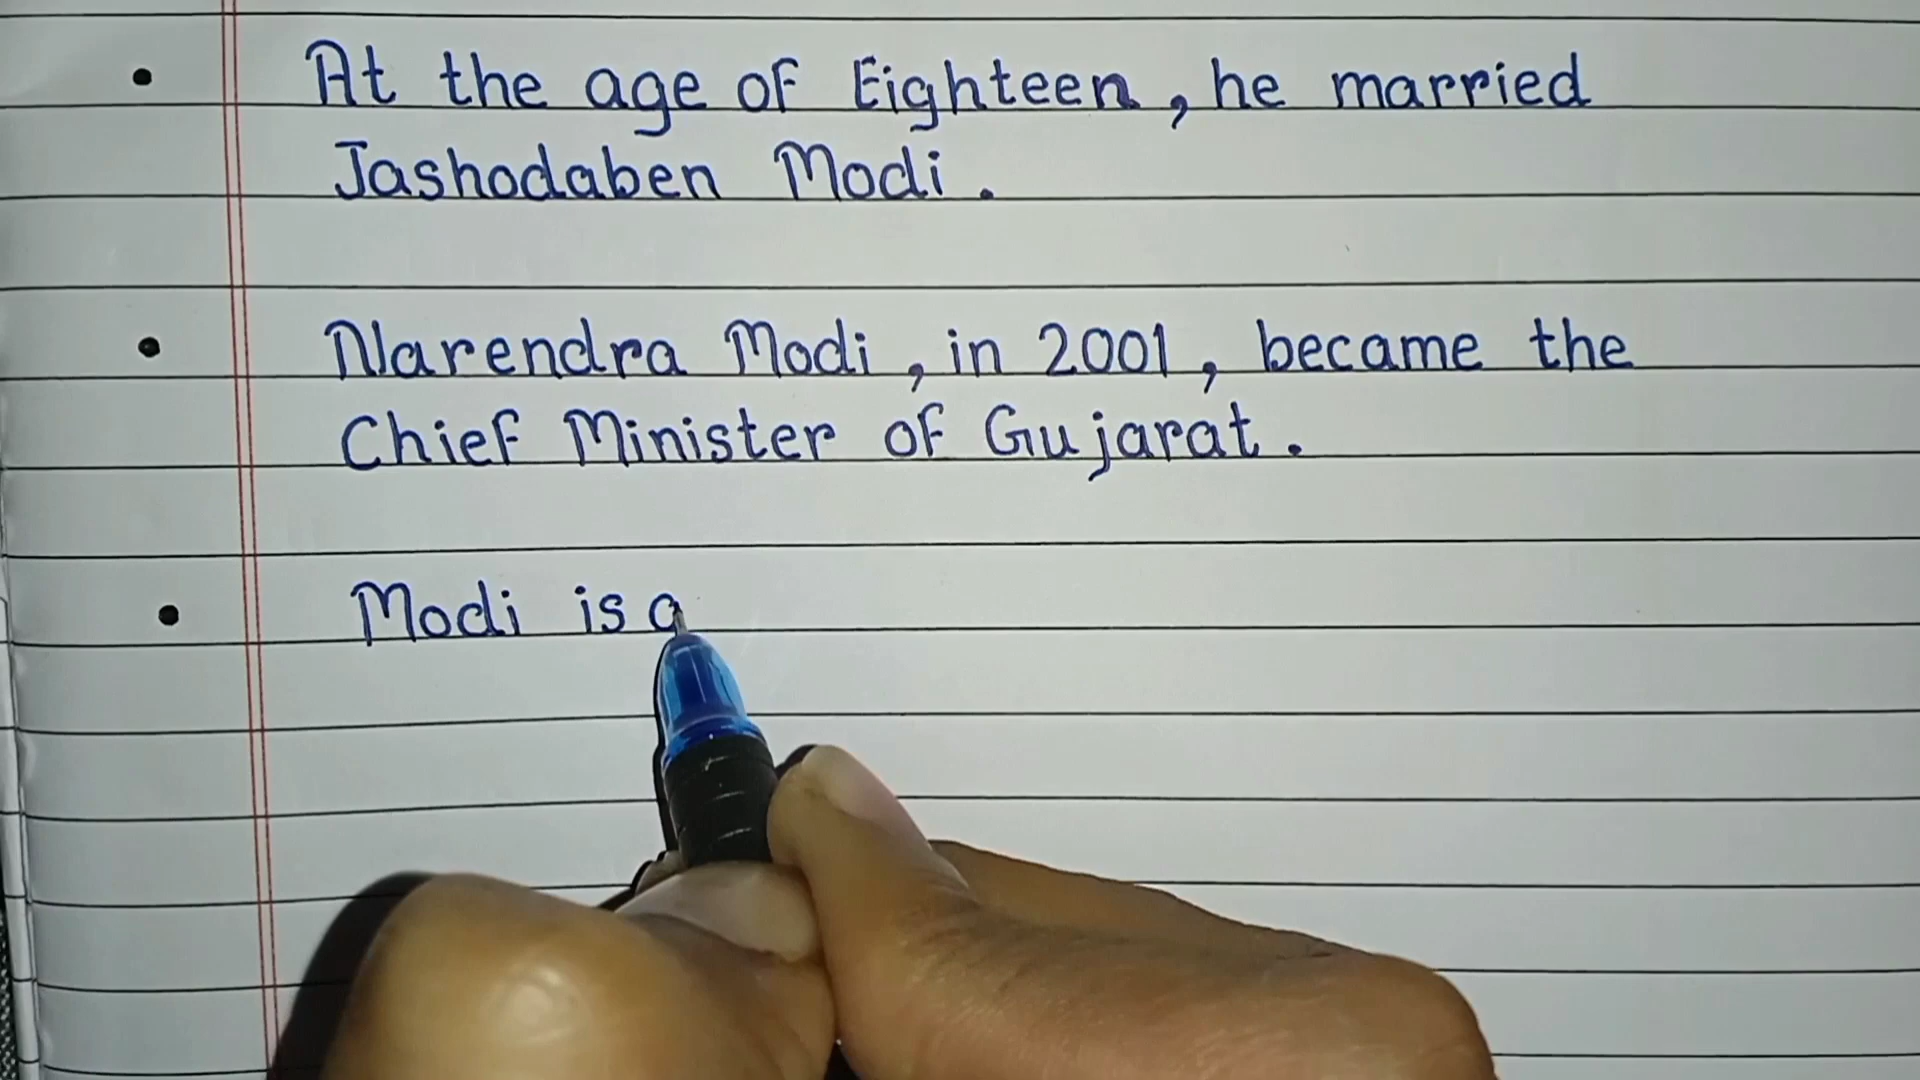 • At the age of Eighteen, he married
Jashodaben Modi.
• Narendra Modi, in 2001, became the
Chief Minister of Gujarat.
• Modi is a